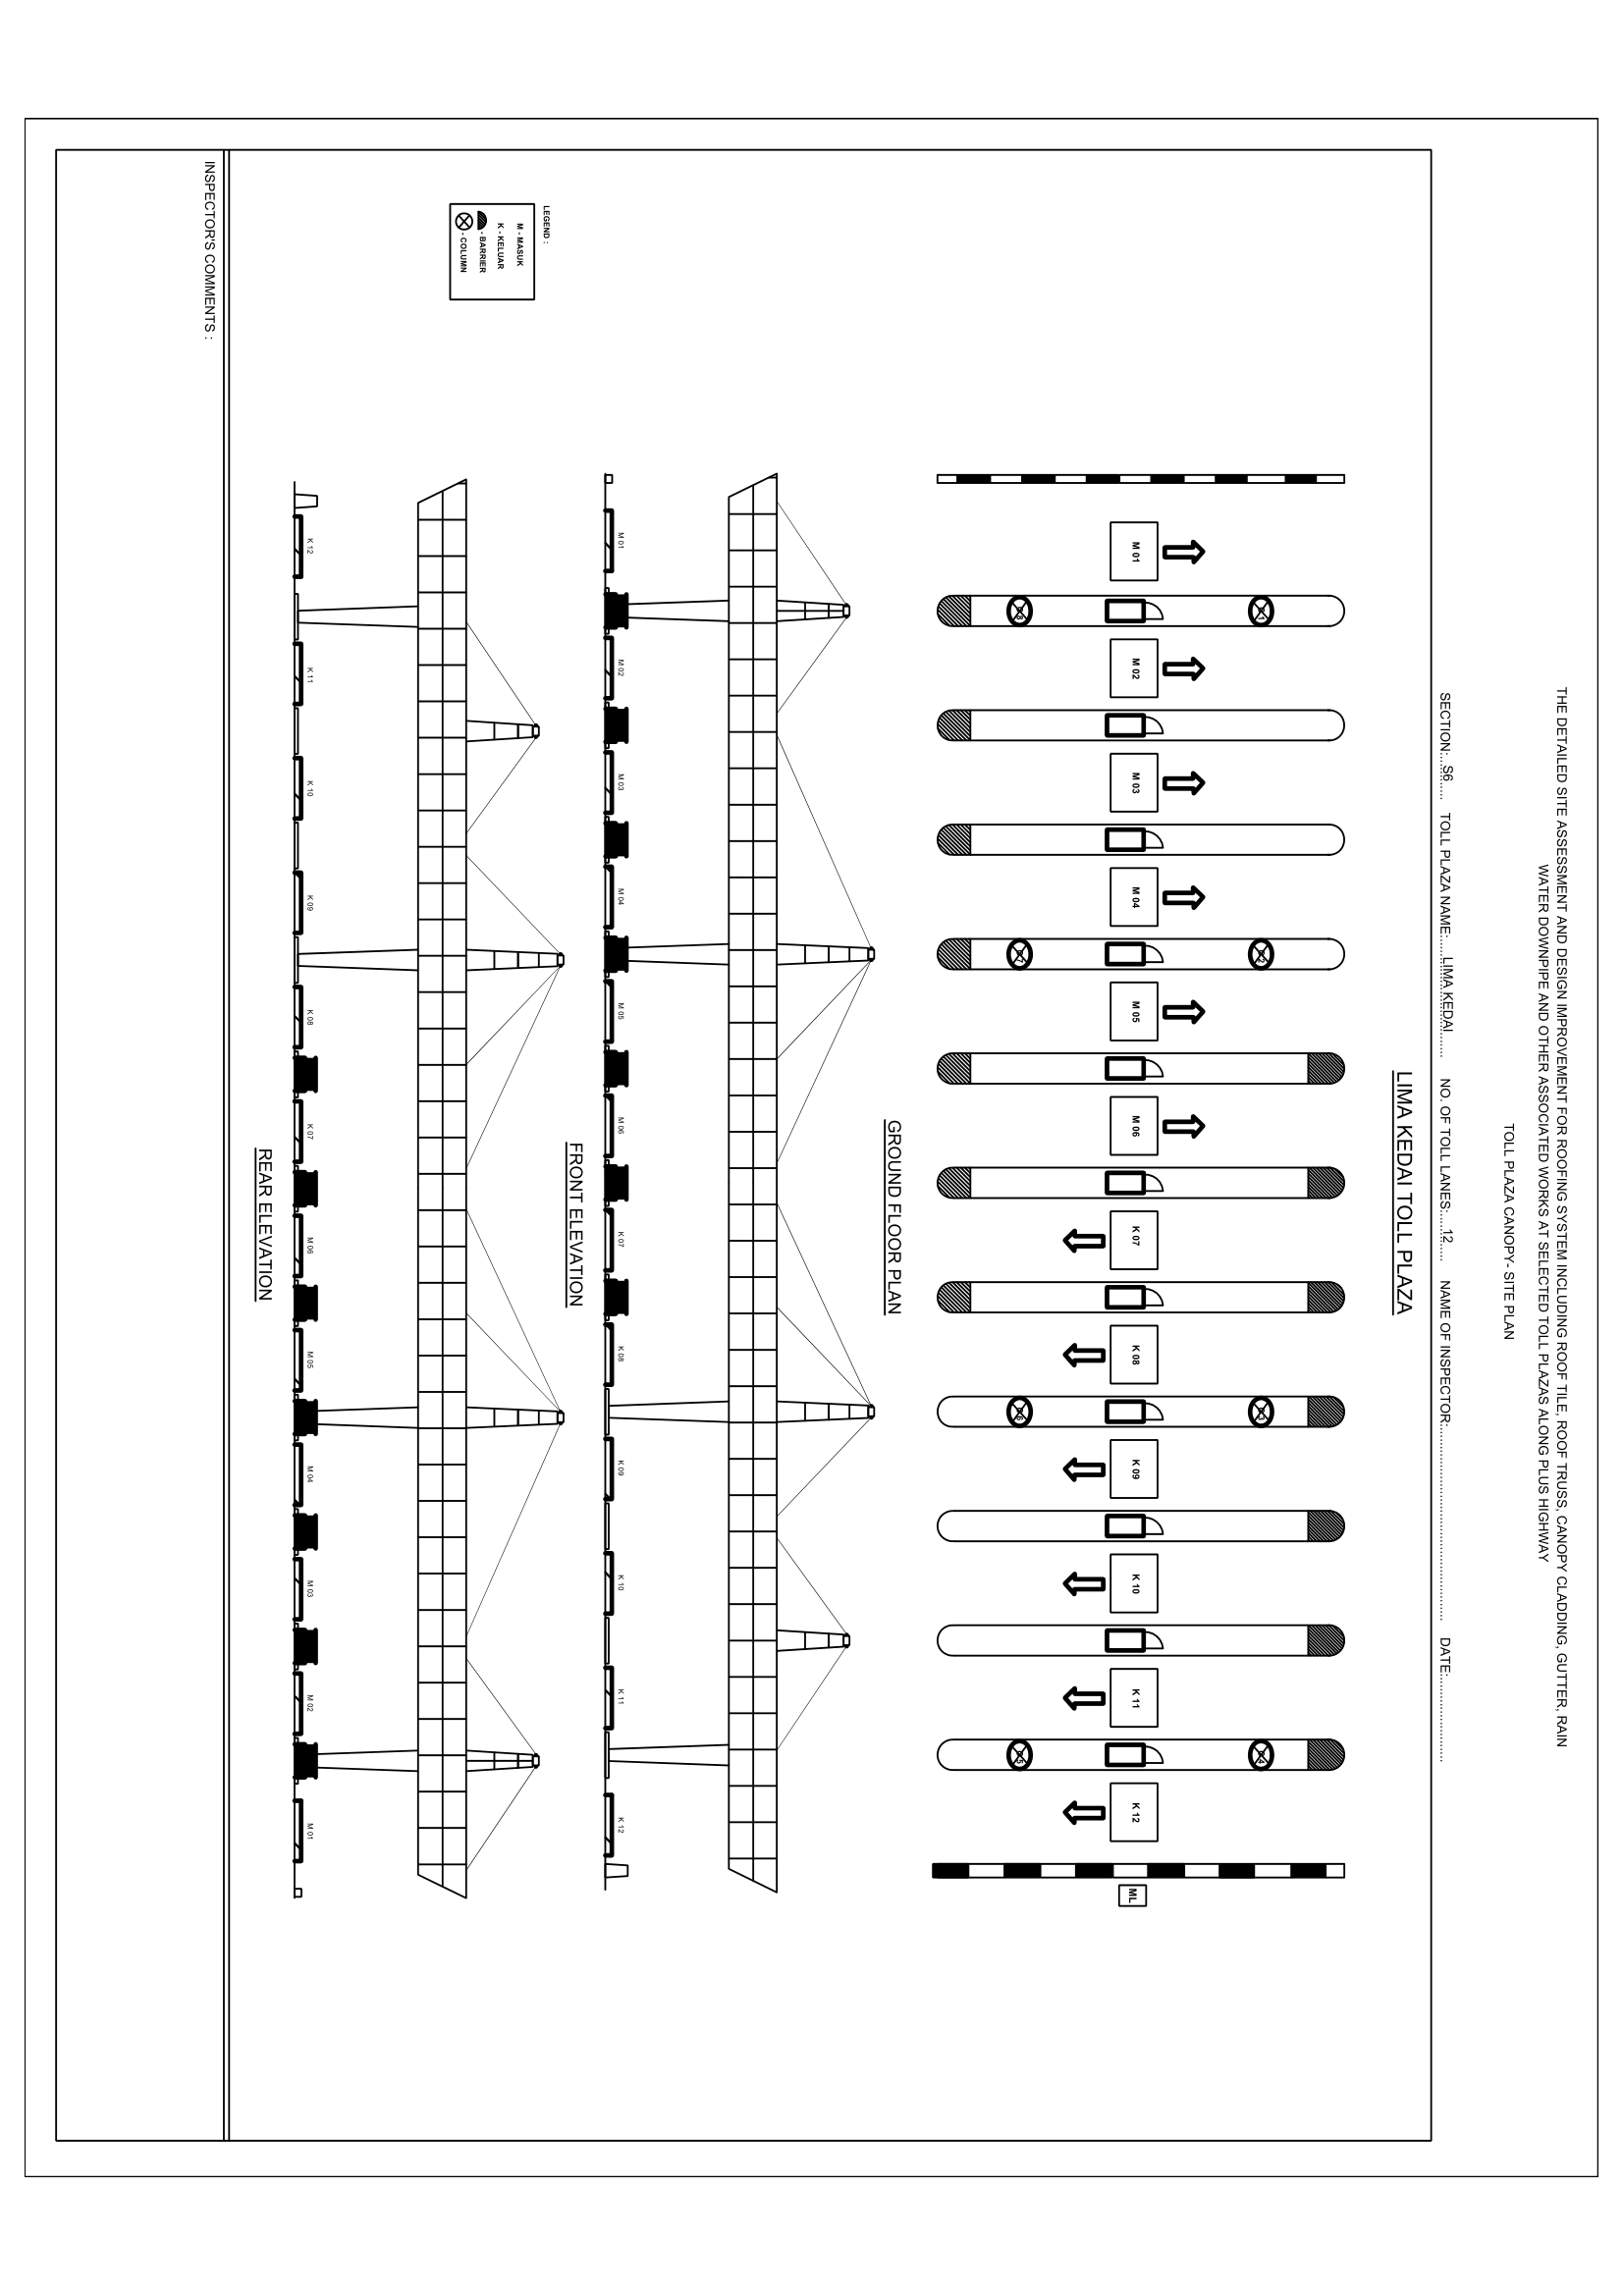 THE DETAILED SITE ASSESSMENT AND DESIGN IMPROVEMENT FOR ROOFING SYSTEM INCLUDING ROOF TILE, ROOF TRUSS, CANOPY CLADDING, GUTTER, RAIN
WATER DOWNPIPE AND OTHER ASSOCIATED WORKS AT SELECTED TOLL PLAZAS ALONG PLUS HIGHWAY
TOLL PLAZA CANOPY- SITE PLAN
SECTION: S6 TOLL PLAZA NAME: LIMA KEDAI NO. OF TOLL LANES: 12 NAME OF INSPECTOR: DATE:
LIMA KEDAI TOLL PLAZA
M 01 M 02 M 03 M 04 M 05 M 06 K 07 K 08 K 09 K 10 K 11 K 12
ML
GROUND FLOOR PLAN
M 01 M 02 M 03 M 04 M 05 M 06 K 07 K 08 K 09 K 10 K 11 K 12
FRONT ELEVATION
LEGEND :
M - MASUK
K - KELUAR
- BARRIER
- COLUMN
K 12 K 11 K 10 K 09 K 08 K 07 M 06 M 05 M 04 M 03 M 02 M 01
REAR ELEVATION
INSPECTOR'S COMMENTS :